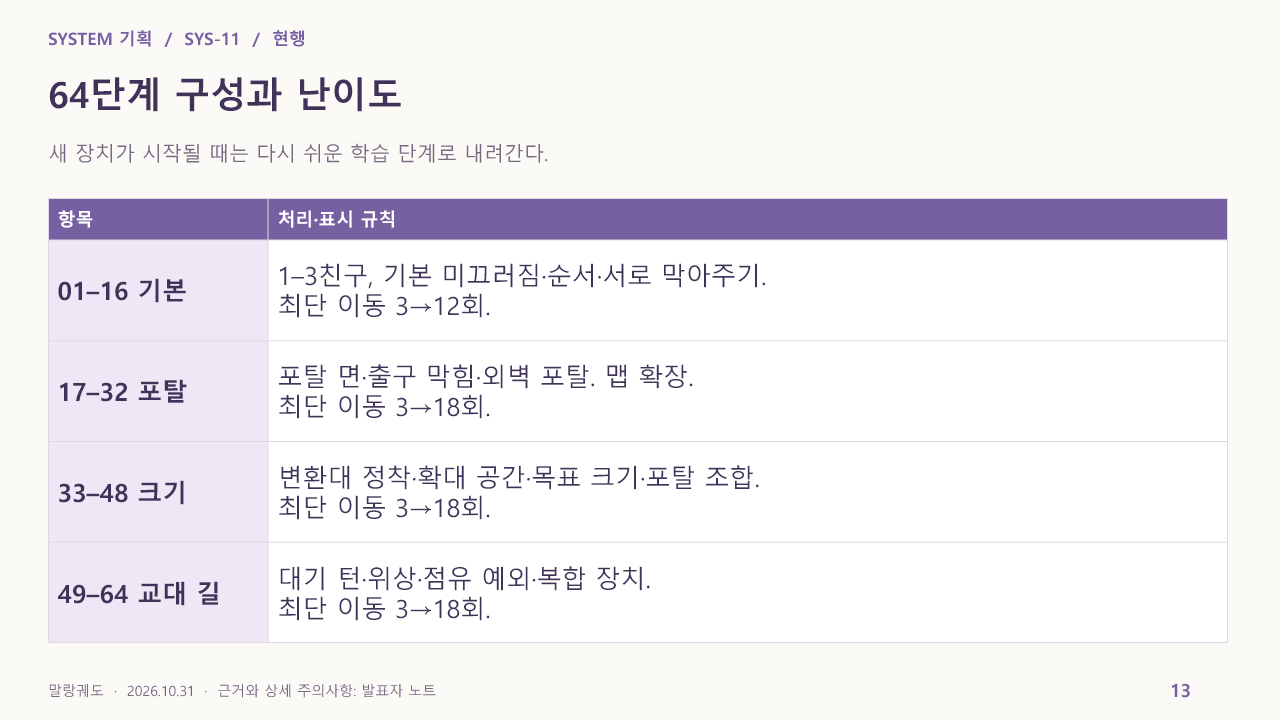 SYSTEM 기획 / SYS-11 / 현행
64단계 구성과 난이도
새 장치가 시작될 때는 다시 쉬운 학습 단계로 내려간다.
항목
처리·표시 규칙
01–16 기본
1–3친구, 기본 미끄러짐·순서·서로 막아주기.
최단 이동 3→12회.
17–32 포탈
포탈 면·출구 막힘·외벽 포탈. 맵 확장.
최단 이동 3→18회.
33–48 크기
변환대 정착·확대 공간·목표 크기·포탈 조합.
최단 이동 3→18회.
49–64 교대 길
대기 턴·위상·점유 예외·복합 장치.
최단 이동 3→18회.
말랑궤도 · 2026.10.31 · 근거와 상세 주의사항: 발표자 노트
13